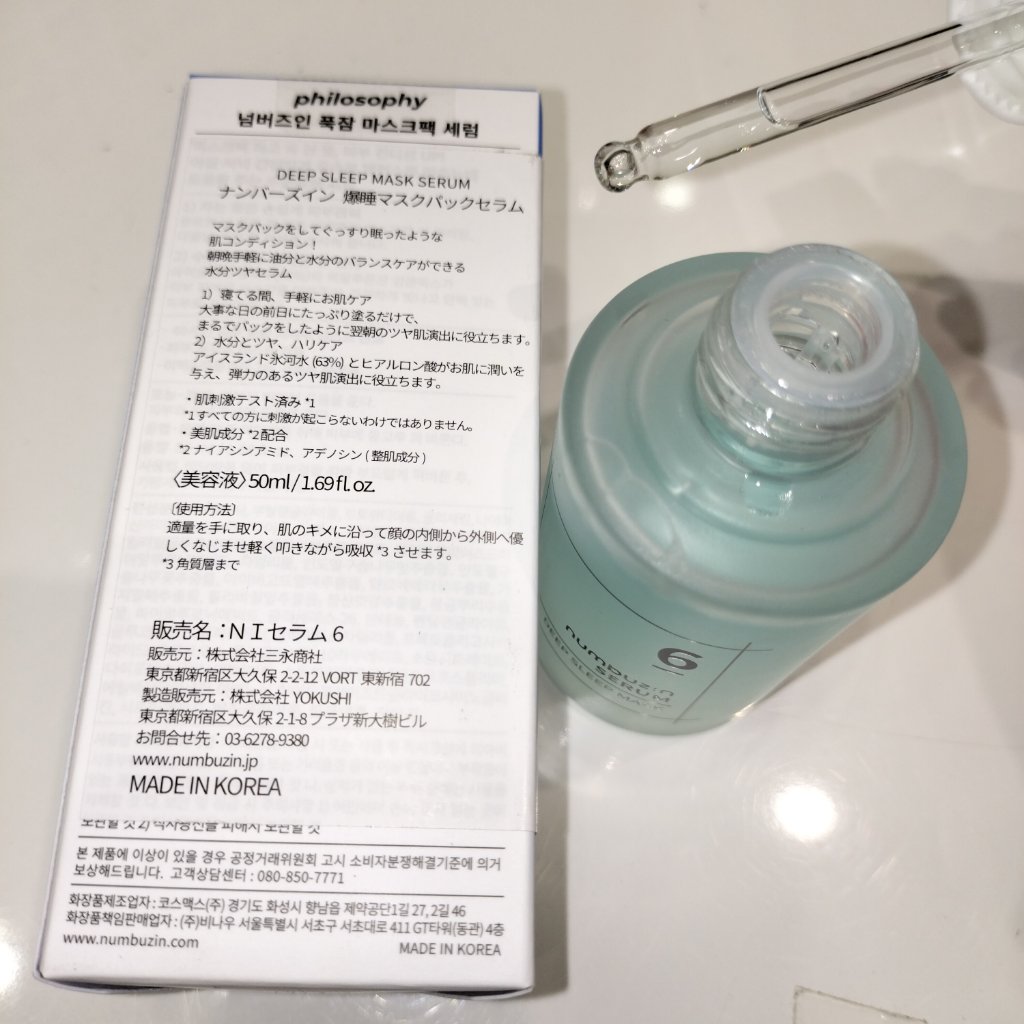 philosophy
넘버즈인 푹잠 마스크팩 세럼
DEEP SLEEP MASK SERUM
ナンバーズイン 爆睡マスクパックセラム
マスクパックをしてぐっすり眠ったような
肌コンディション！
朝晩手軽に油分と水分のバランスケアができる
水分ツヤセラム
1）寝てる間、手軽にお肌ケア
大事な日の前日にたっぷり塗るだけで、
まるでパックをしたように翌朝のツヤ肌演出に役立ちます。
2）水分とツヤ、ハリケア
アイスランド氷河水 (63%) とヒアルロン酸がお肌に潤いを
与え、弾力のあるツヤ肌演出に役立ちます。
・肌刺激テスト済み *1
*1 すべての方に刺激が起こらないわけではありません。
・美肌成分 *2 配合
*2 ナイアシンアミド、アデノシン ( 整肌成分 )
〈美容液〉50ml / 1.69 fl. oz.
〔使用方法〕
適量を手に取り、肌のキメに沿って顔の内側から外側へ優
しくなじませ軽く叩きながら吸収 *3 させます。
*3 角質層まで
販売名：ＮＩセラム 6
販売元：株式会社三永商社
東京都新宿区大久保 2-2-12 VORT 東新宿 702
製造販売元：株式会社 YOKUSHI
東京都新宿区大久保 2-1-8 プラザ新大樹ビル
お問合せ先：03-6278-9380
www.numbuzin.jp
MADE IN KOREA
보관할 것 2) 직사광선을 피해서 보관할 것
본 제품에 이상이 있을 경우 공정거래위원회 고시 소비자분쟁해결기준에 의거
보상해드립니다. 고객상담센터 : 080-850-7771
화장품제조업자 : 코스맥스(주) 경기도 화성시 향남읍 제약공단1길 27, 2길 46
화장품책임판매업자 : (주)비나우 서울특별시 서초구 서초대로 411 GT타워(동관) 4층
www.numbuzin.com
MADE IN KOREA
6
numbuzin
SERUM
DEEP SLEEP MASK